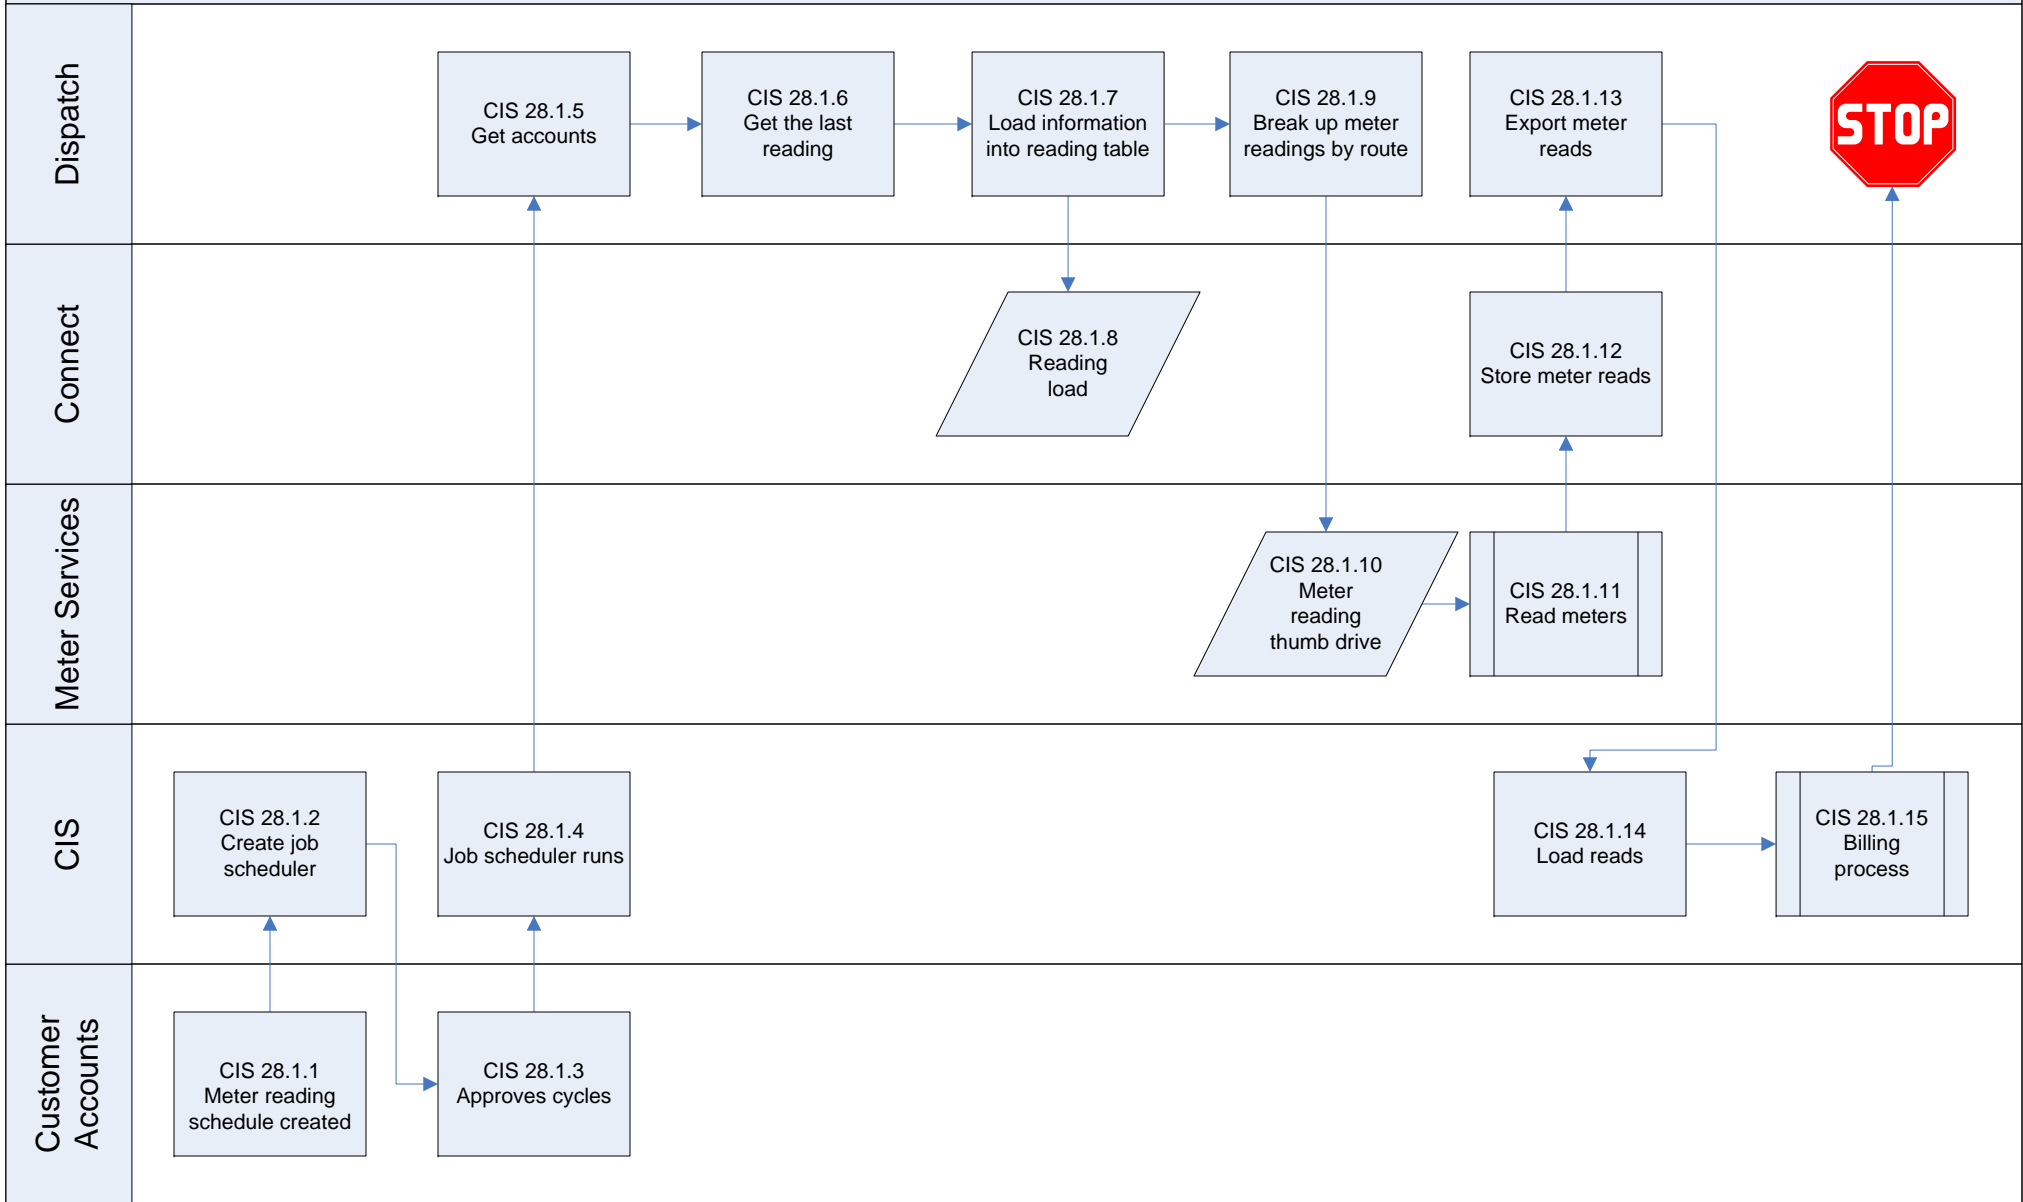 Dispatch
CIS 28.1.5
Get accounts
CIS 28.1.6
Get the last
reading
CIS 28.1.7
Load information
into reading table
CIS 28.1.9
Break up meter
readings by route
CIS 28.1.13
Export meter
reads
STOP
Connect
CIS 28.1.8
Reading
load
CIS 28.1.12
Store meter reads
Meter Services
CIS 28.1.10
Meter
reading
thumb drive
CIS 28.1.11
Read meters
CIS
CIS 28.1.2
Create job
scheduler
CIS 28.1.4
Job scheduler runs
CIS 28.1.14
Load reads
CIS 28.1.15
Billing
process
Customer
Accounts
CIS 28.1.1
Meter reading
schedule created
CIS 28.1.3
Approves cycles